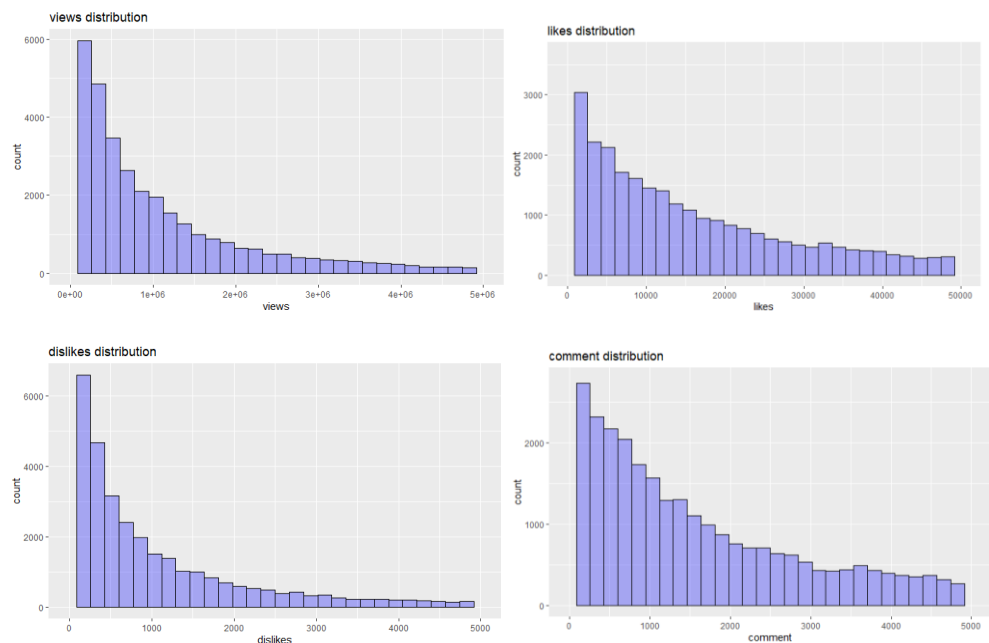 views distribution
6000
4000
2000
0
count
0e+00 1e+06 2e+06 3e+06 4e+06 5e+06
views
likes distribution
3000
2000
1000
0
count
0 10000 20000 30000 40000 50000
likes
dislikes distribution
6000
4000
2000
0
count
0 1000 2000 3000 4000 5000
dislikes
comment distribution
2000
1000
0
count
0 1000 2000 3000 4000 5000
comment